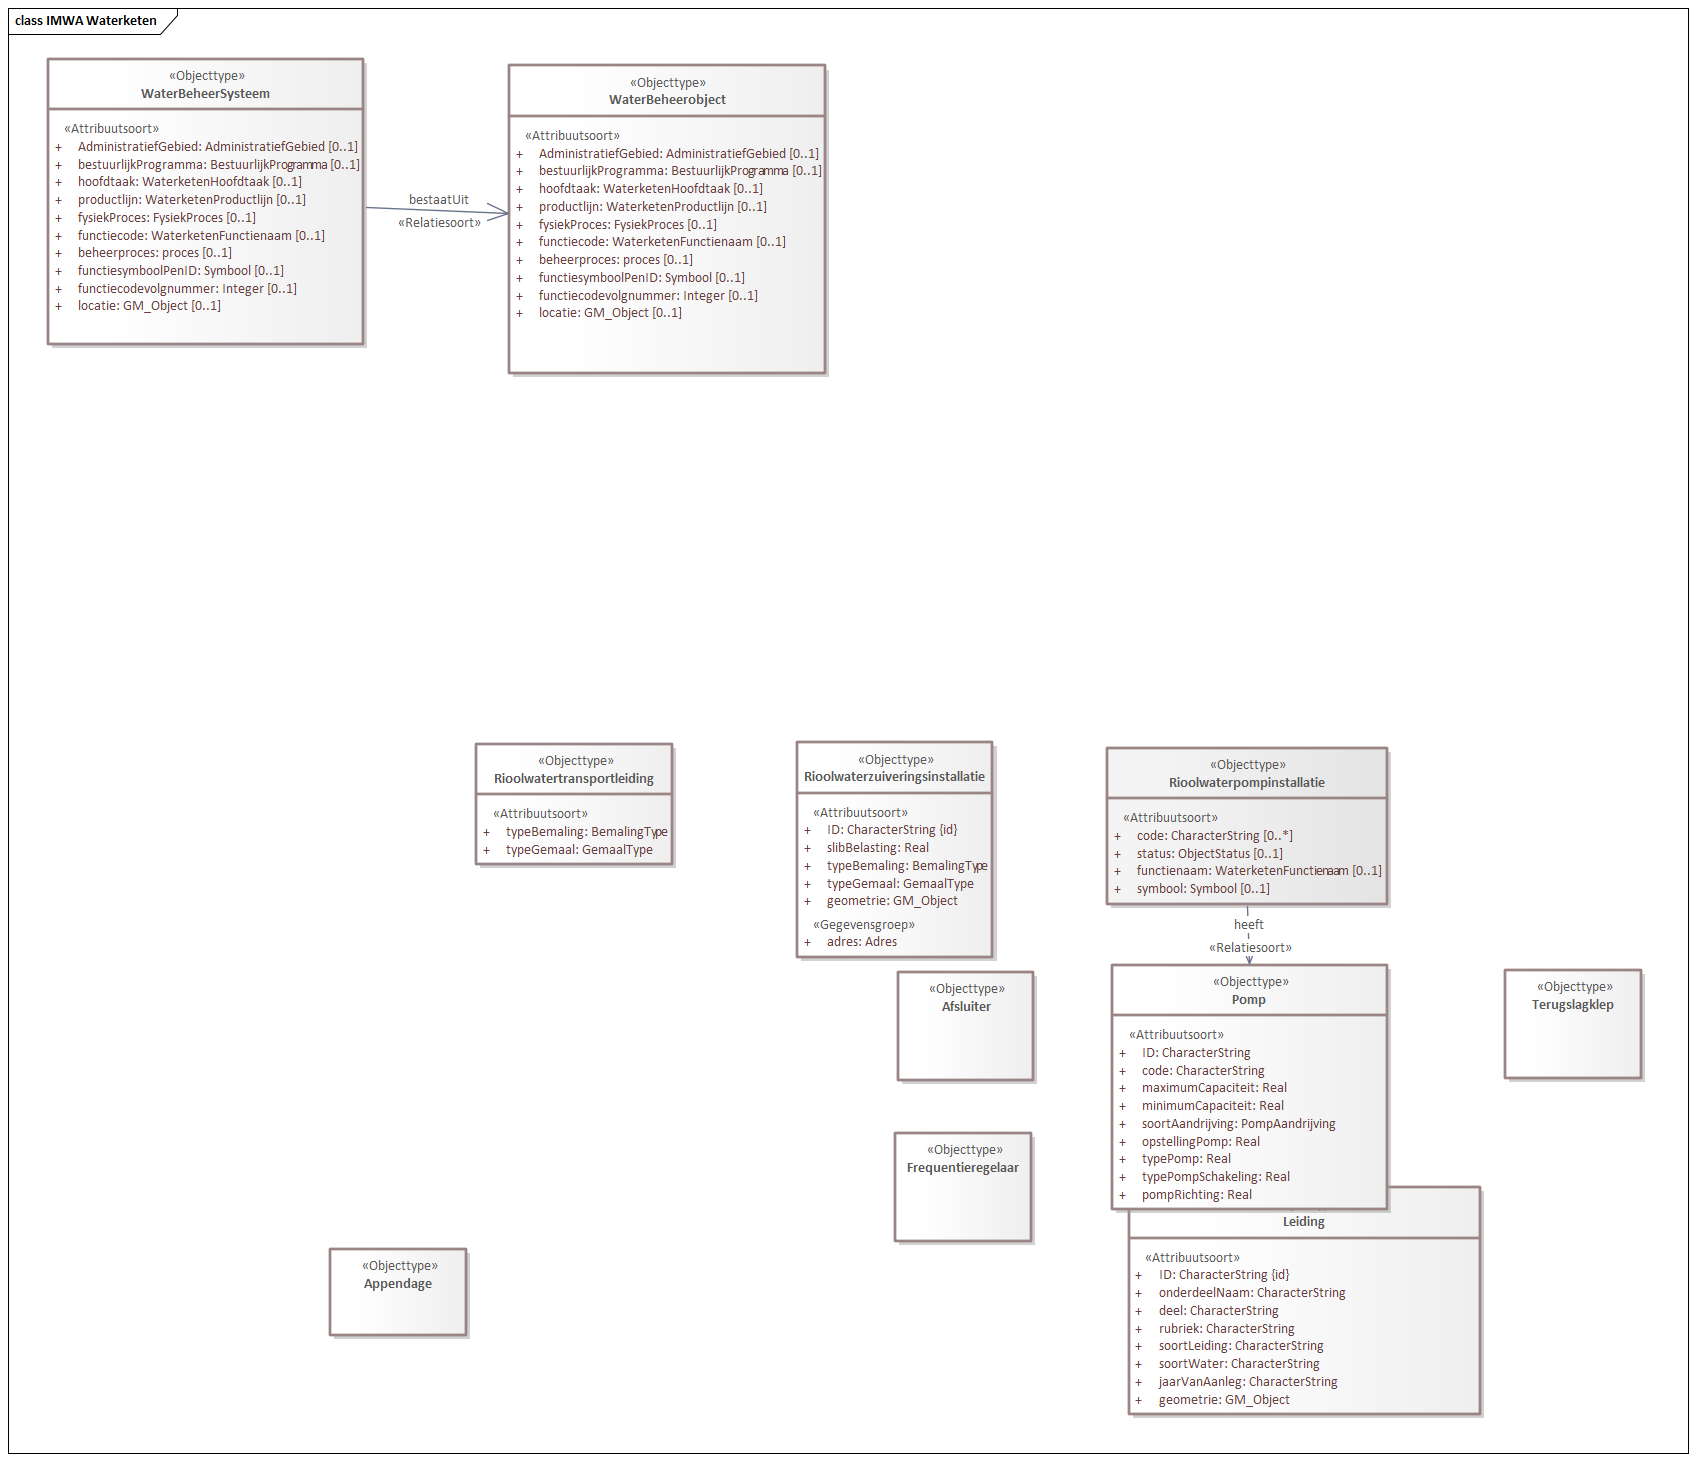 class IMWA Waterketen
«Objecttype»
WaterBeheerSysteem
«Attribuutsoort»
+ AdministratiefGebied: AdministratiefGebied [0..1]
+ bestuurlijkProgramma: BestuurlijkProgramma [0..1]
+ hoofdtaak: WaterketenHoofdtaak [0..1]
+ productlijn: WaterketenProductlijn [0..1]
+ fysiekProces: FysiekProces [0..1]
+ functiecode: WaterketenFunctienaam [0..1]
+ beheerproces: proces [0..1]
+ functiesymboolPenID: Symbool [0..1]
+ functiecodevolgnummer: Integer [0..1]
+ locatie: GM_Object [0..1]
bestaatUit
«Relatiesoort»
«Objecttype»
WaterBeheerobject
«Attribuutsoort»
+ AdministratiefGebied: AdministratiefGebied [0..1]
+ bestuurlijkProgramma: BestuurlijkProgramma [0..1]
+ hoofdtaak: WaterketenHoofdtaak [0..1]
+ productlijn: WaterketenProductlijn [0..1]
+ fysiekProces: FysiekProces [0..1]
+ functiecode: WaterketenFunctienaam [0..1]
+ beheerproces: proces [0..1]
+ functiesymboolPenID: Symbool [0..1]
+ functiecodevolgnummer: Integer [0..1]
+ locatie: GM_Object [0..1]
«Objecttype»
Rioolwatertransportleiding
«Attribuutsoort»
+ typeBemaling: BemalingType
+ typeGemaal: GemaalType
«Objecttype»
Rioolwaterzuiveringsinstallatie
«Attribuutsoort»
+ ID: CharacterString {id}
+ slibBelasting: Real
+ typeBemaling: BemalingType
+ typeGemaal: GemaalType
+ geometrie: GM_Object
«Gegevensgroep»
+ adres: Adres
«Objecttype»
Rioolwaterpompinstallatie
«Attribuutsoort»
+ code: CharacterString [0..*]
+ status: ObjectStatus [0..1]
+ functienaam: WaterketenFunctienaam [0..1]
+ symbool: Symbool [0..1]
heeft
«Relatiesoort»
«Objecttype»
Afsluiter
«Objecttype»
Pomp
«Attribuutsoort»
+ ID: CharacterString
+ code: CharacterString
+ maximumCapaciteit: Real
+ minimumCapaciteit: Real
+ soortAandrijving: PompAandrijving
+ opstellingPomp: Real
+ typePomp: Real
+ typePompSchakeling: Real
+ pompRichting: Real
«Objecttype»
Terugslagklep
«Objecttype»
Frequentieregelaar
«Objecttype»
Appendage
Leiding
«Attribuutsoort»
+ ID: CharacterString {id}
+ onderdeelNaam: CharacterString
+ deel: CharacterString
+ rubriek: CharacterString
+ soortLeiding: CharacterString
+ soortWater: CharacterString
+ jaarVanAanleg: CharacterString
+ geometrie: GM_Object